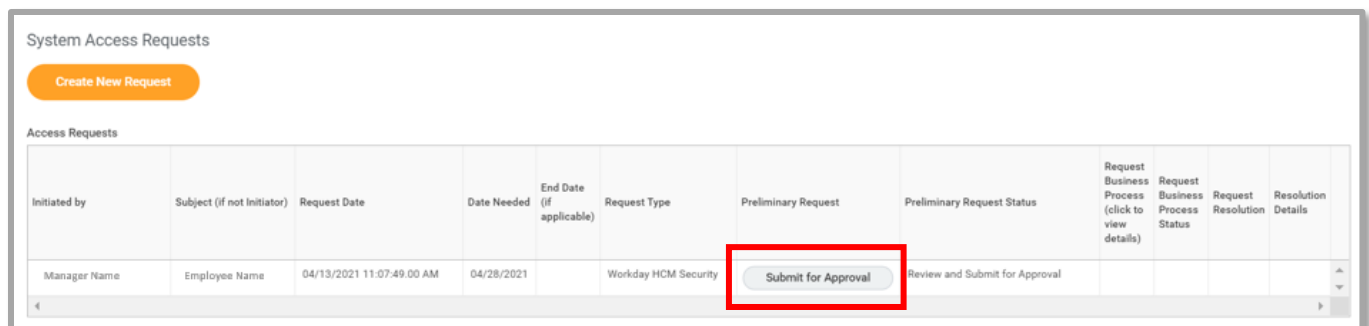 System Access Requests
Create New Request
Access Requests
Initiated by
Subject (if not Initiator)
Request Date
Date Needed
End Date
(if
applicable)
Request Type
Preliminary Request
Preliminary Request Status
Request
Business
Process
(click to
view
details)
Request
Business
Process
Status
Request
Resolution
Resolution
Details
Manager Name
Employee Name
04/13/2021 11:07:49.00 AM
04/28/2021
Workday HCM Security
Submit for Approval
Review and Submit for Approval